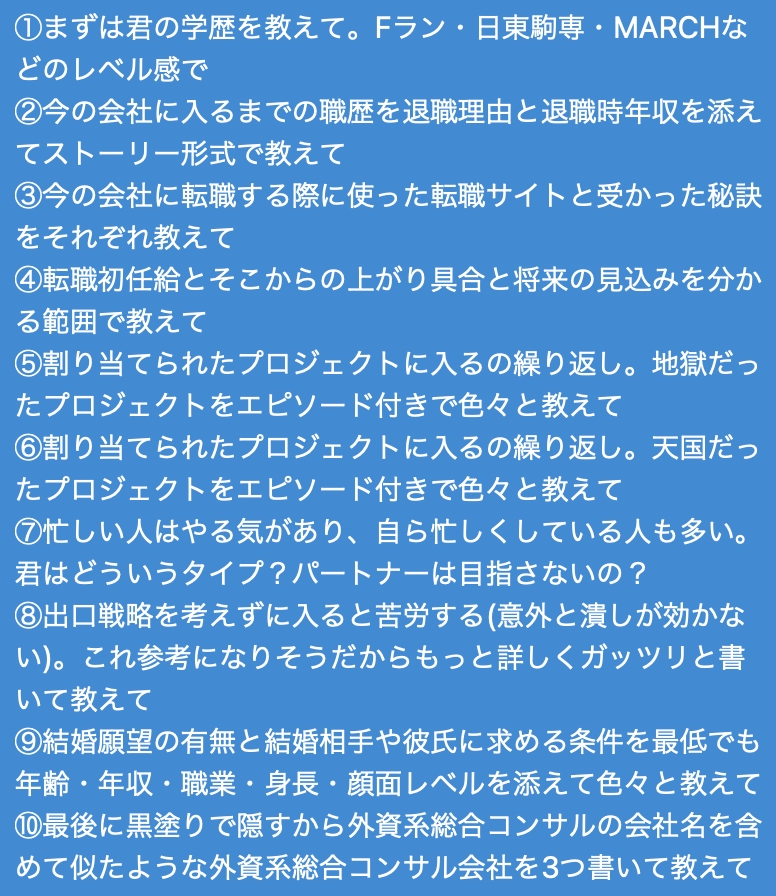 ①まずは君の学歴を教えて。Fラン・日東駒専・MARCHな
どのレベル感で
②今の会社に入るまでの職歴を退職理由と退職時年収を添え
てストーリー形式で教えて
③今の会社に転職する際に使った転職サイトと受かった秘訣
をそれぞれ教えて
④転職初任給とそこからの上がり具合と将来の見込みを分か
る範囲で教えて
⑤割り当てられたプロジェクトに入るの繰り返し。地獄だっ
たプロジェクトをエピソード付きで色々と教えて
⑥割り当てられたプロジェクトに入るの繰り返し。天国だっ
たプロジェクトをエピソード付きで色々と教えて
⑦忙しい人はやる気があり、自ら忙しくしている人も多い。
君はどういうタイプ？パートナーは目指さないの？
⑧出口戦略を考えずに入ると苦労する(意外と潰しが効かな
い)。これ参考になりそうだからもっと詳しくガッツリと書
いて教えて
⑨結婚願望の有無と結婚相手や彼氏に求める条件を最低でも
年齢・年収・職業・身長・顔面レベルを添えて色々と教えて
⑩最後に黒塗りで隠すから外資系総合コンサルの会社名を含
めて似たような外資系総合コンサル会社を3つ書いて教えて